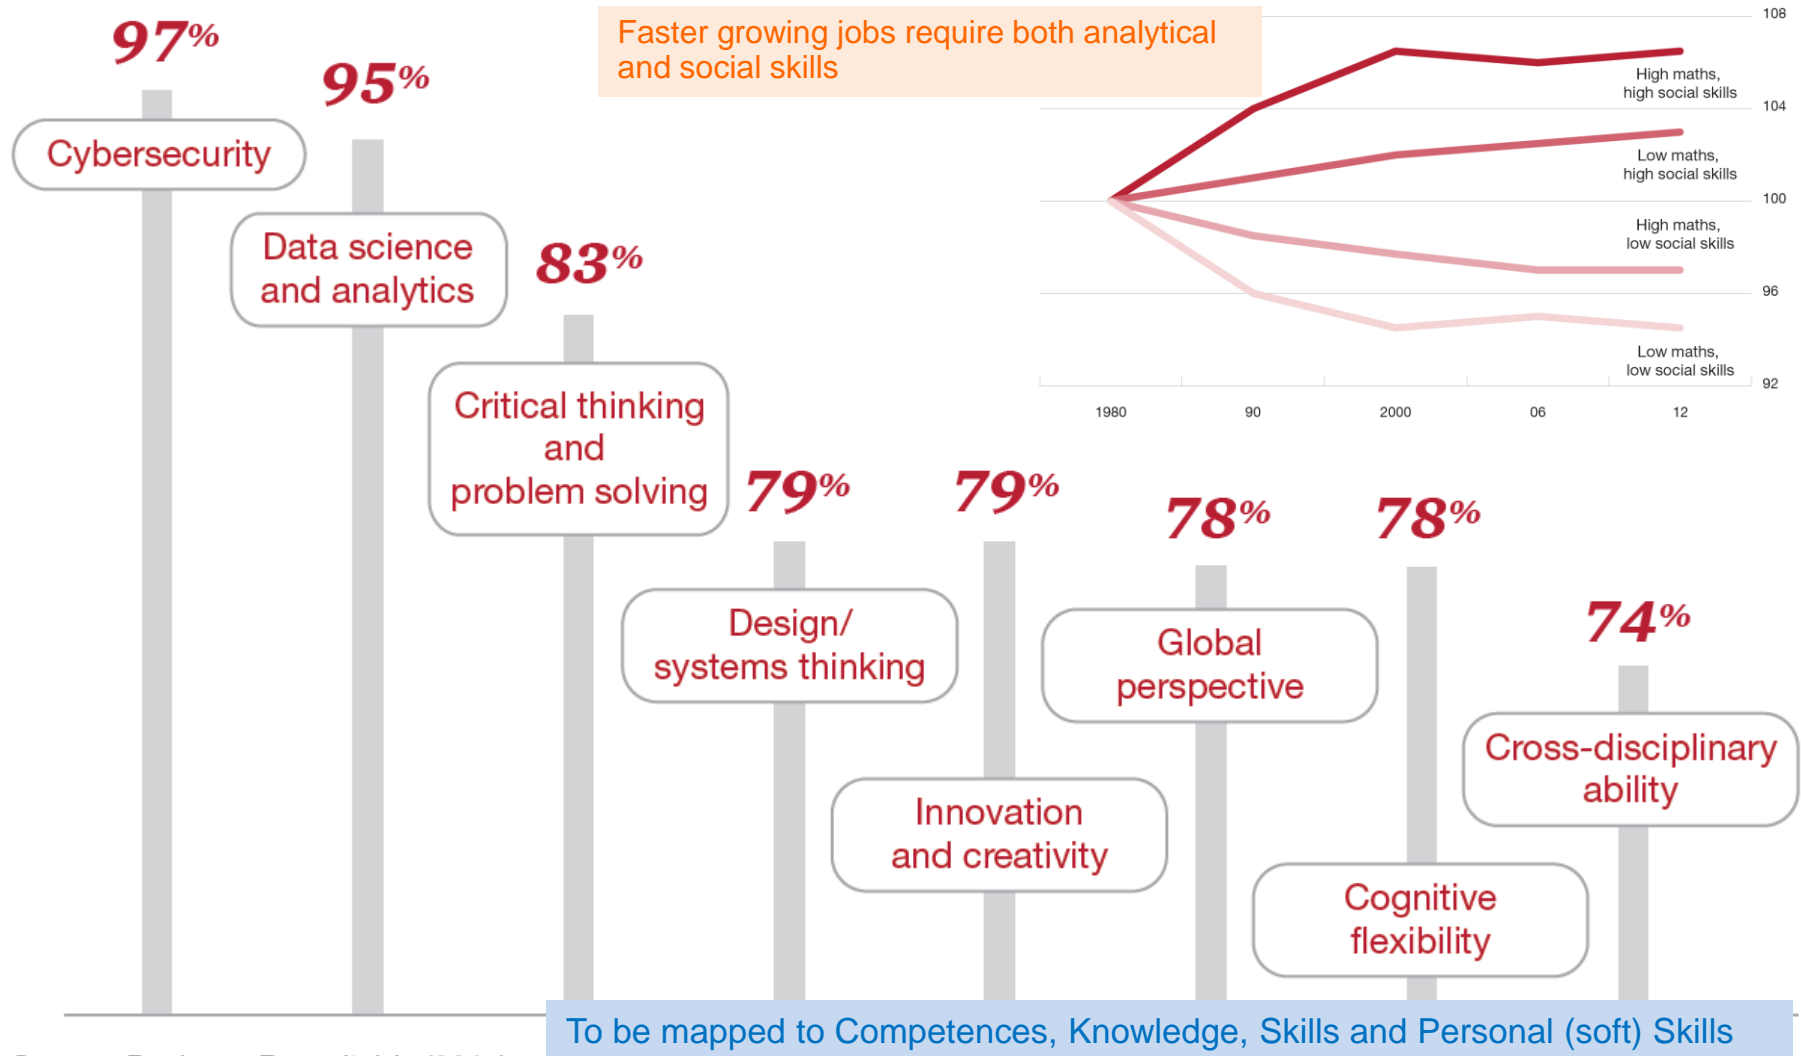 Faster growing jobs require both analytical
and social skills
97%
Cybersecurity
95%
Data science
and analytics
83%
Critical thinking
and
problem solving
79%
Design/
systems thinking
79%
Innovation
and creativity
78%
Global
perspective
78%
Cognitive
flexibility
74%
Cross-disciplinary
ability
108
High maths,
high social skills
104
Low maths,
high social skills
100
High maths,
low social skills
96
Low maths,
low social skills
92
1980 90 2000 06 12
To be mapped to Competences, Knowledge, Skills and Personal (soft) Skills